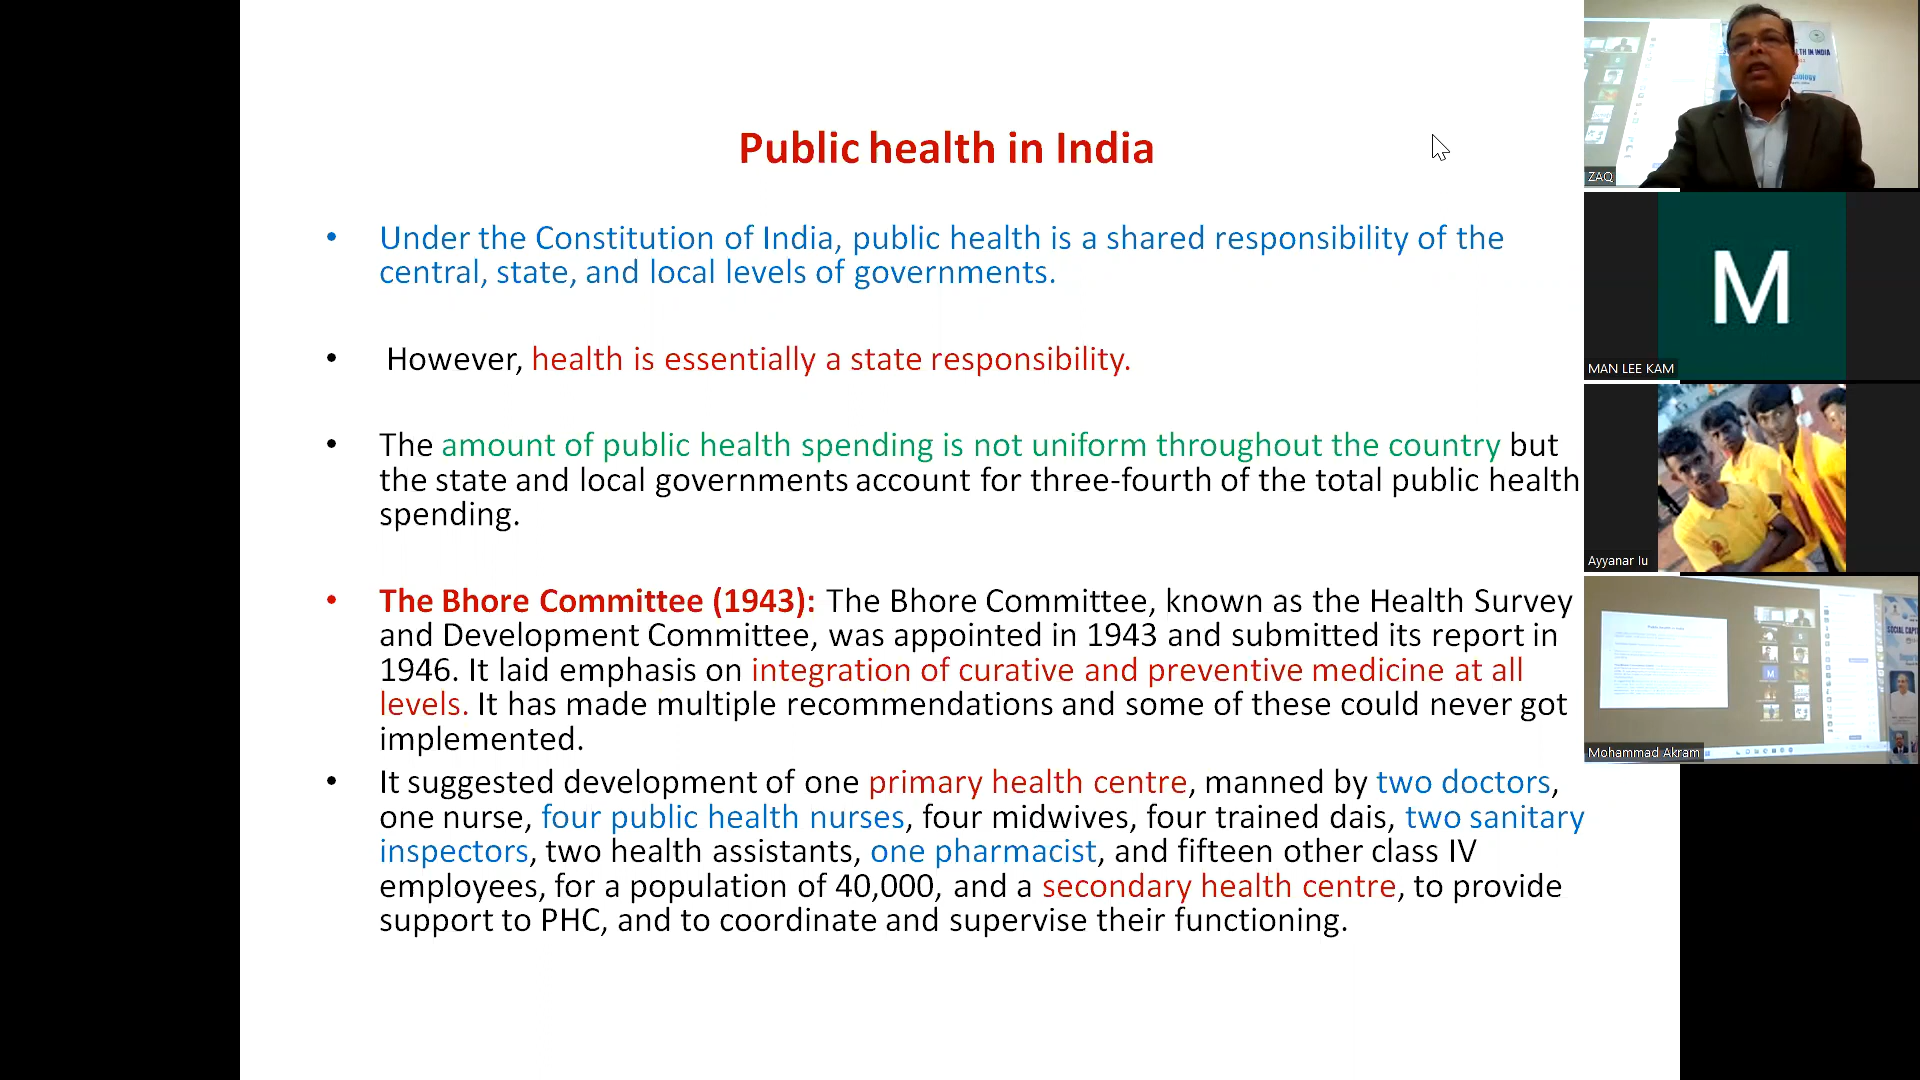 Public health in India
• Under the Constitution of India, public health is a shared responsibility of the
central, state, and local levels of governments.
• However, health is essentially a state responsibility.
• The amount of public health spending is not uniform throughout the country but
the state and local governments account for three-fourth of the total public health
spending.
• The Bhore Committee (1943): The Bhore Committee, known as the Health Survey
and Development Committee, was appointed in 1943 and submitted its report in
1946. It laid emphasis on integration of curative and preventive medicine at all
levels. It has made multiple recommendations and some of these could never got
implemented.
• It suggested development of one primary health centre, manned by two doctors,
one nurse, four public health nurses, four midwives, four trained dais, two sanitary
inspectors, two health assistants, one pharmacist, and fifteen other class IV
employees, for a population of 40,000, and a secondary health centre, to provide
support to PHC, and to coordinate and supervise their functioning.
ZAQ
M
MAN LEE KAM
Ayyanar Iu
SOCIAL CAPIT
Mohammad Akram